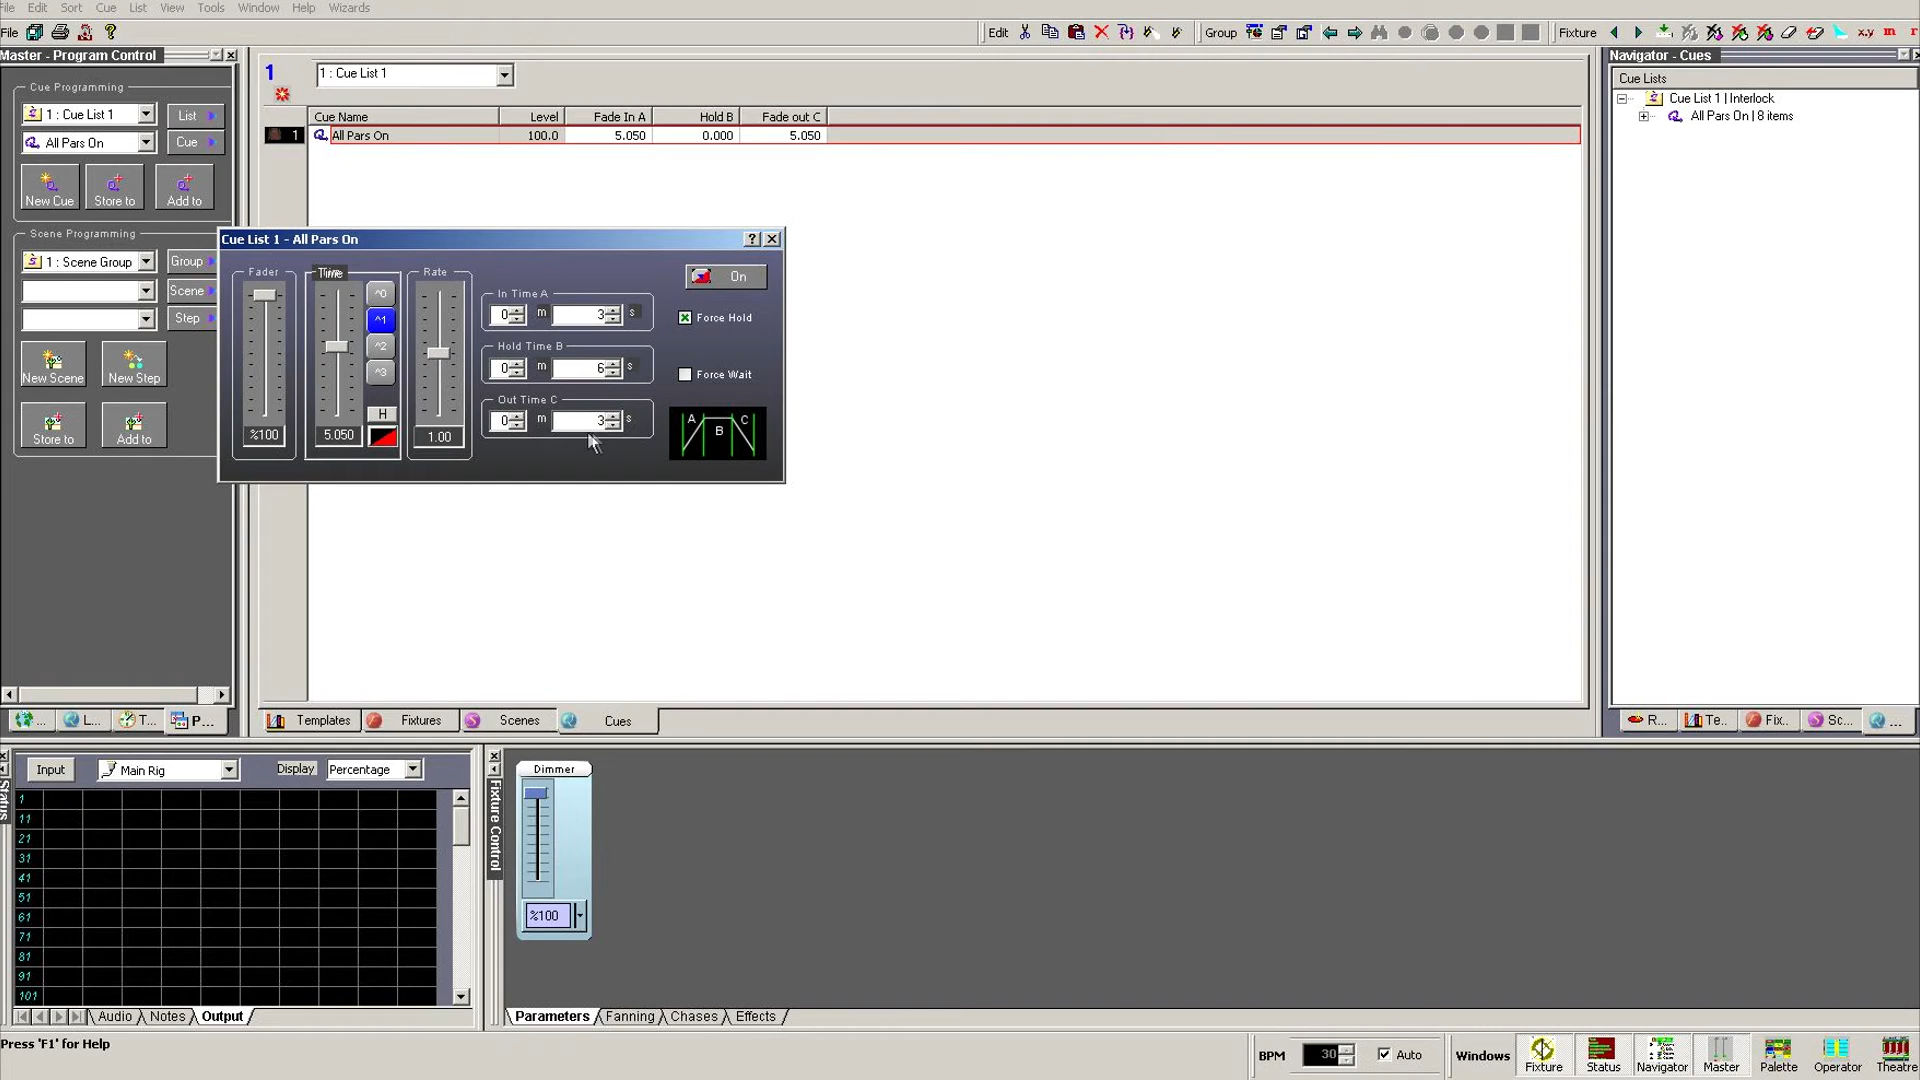 File Edit Sort Cue List View Tools Window Help Wizards
File
Edit
Group
Fixture
x.y m
Master - Program Control
Cue Programming
1 : Cue List 1
List
All Pars On
Cue
New Cue
Store to
Add to
Scene Programming
1 : Scene Group
Group
Scene
Step
New Scene
New Step
Store to
Add to
... L... T... P...
1
1 : Cue List 1
Cue Name Level Fade In A Hold B Fade out C
1 All Pars On 100.0 5.050 0.000 5.050
Cue List 1 - All Pars On
Fader
%100
Time
^0
^1
^2
^3
H
5.050
Rate
1.00
In Time A
0 m 3 s
Hold Time B
0 m 6 s
Out Time C
0 m 3 s
On
Force Hold
Force Wait
A B C
Templates Fixtures Scenes Cues
Navigator - Cues
Cue Lists
Cue List 1 | Interlock
All Pars On | 8 items
R... Te.. Fix.. Sc... ...
Status
Input Main Rig Display Percentage
1
11
21
31
41
51
61
71
81
91
101
Audio Notes Output
Fixture Control
Dimmer
%100
Parameters Fanning Chases Effects
Press 'F1' for Help
BPM 30 Auto
Windows
Fixture Status Navigator Master Palette Operator Theatre